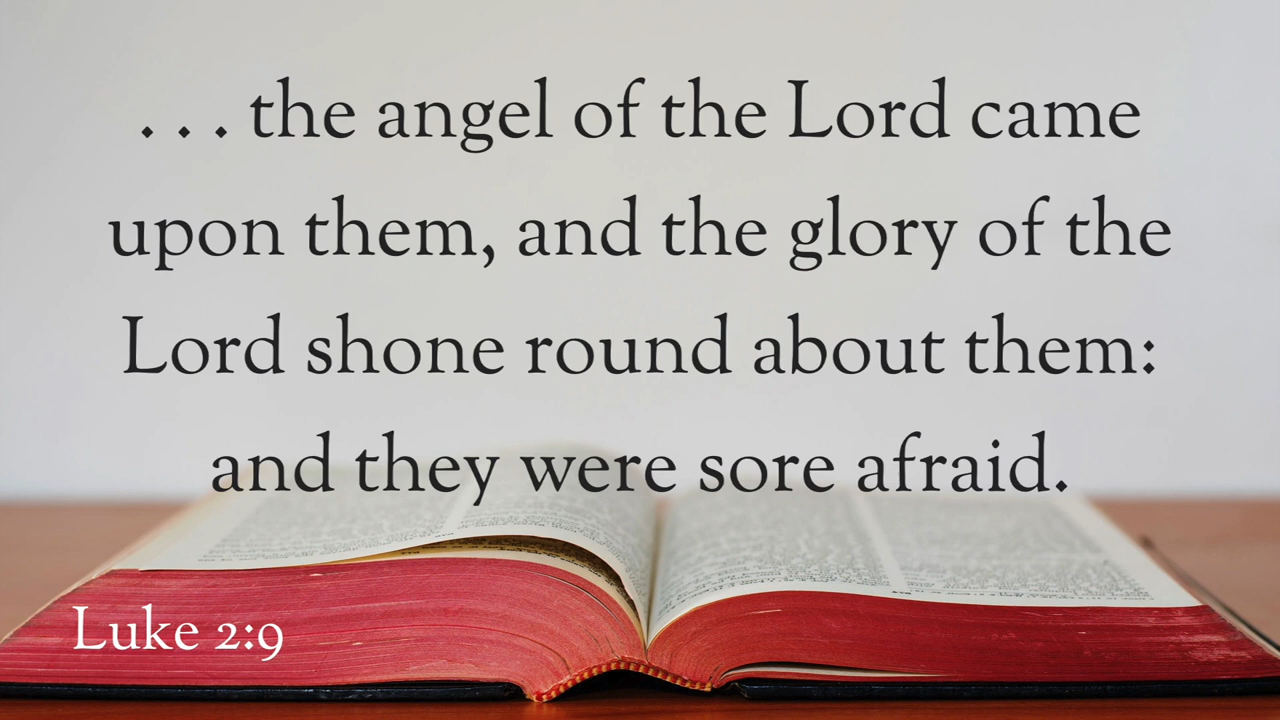 . . . the angel of the Lord came
upon them, and the glory of the
Lord shone round about them:
and they were sore afraid.
Luke 2:9